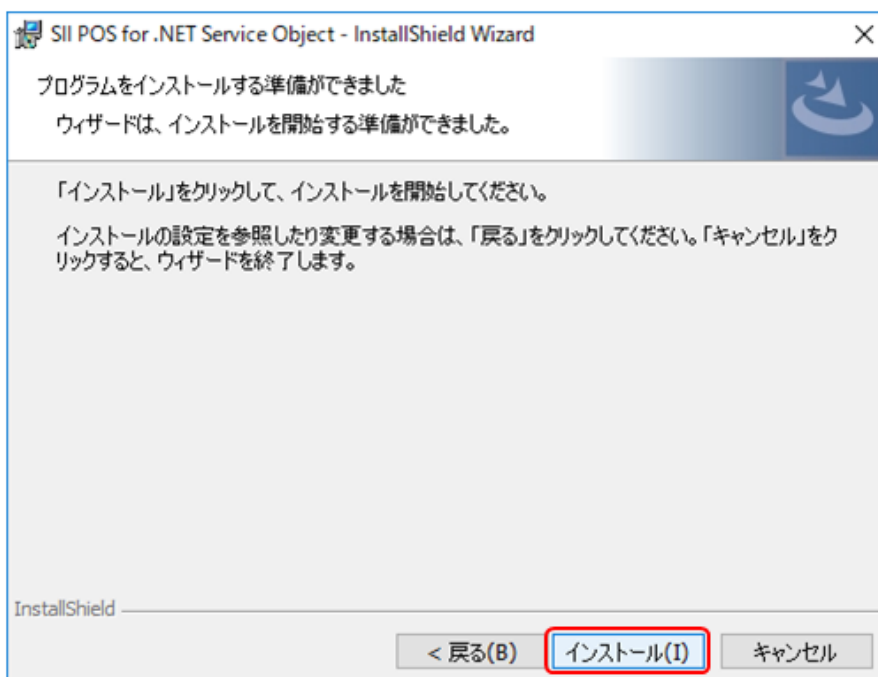 SII POS for .NET Service Object - InstallShield Wizard
プログラムをインストールする準備ができました
ウィザードは、インストールを開始する準備ができました。
「インストール」をクリックして、インストールを開始してください。
インストールの設定を参照したり変更する場合は、「戻る」をクリックしてください。「キャンセル」をク
リックすると、ウィザードを終了します。
InstallShield
< 戻る(B) インストール(I) キャンセル